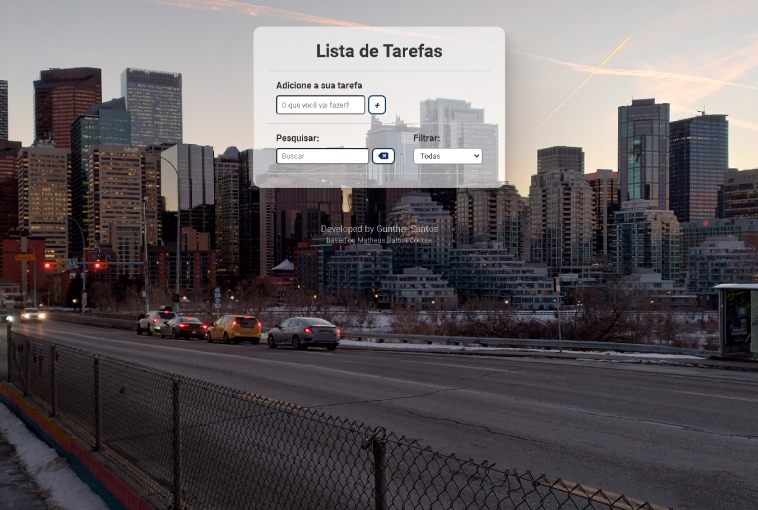 Lista de Tarefas
Adicione a sua tarefa
O que você vai fazer?
Pesquisar:
Filtrar:
Buscar
Todas
Developed by Gunther Santos
based on Matheus Battisti Course